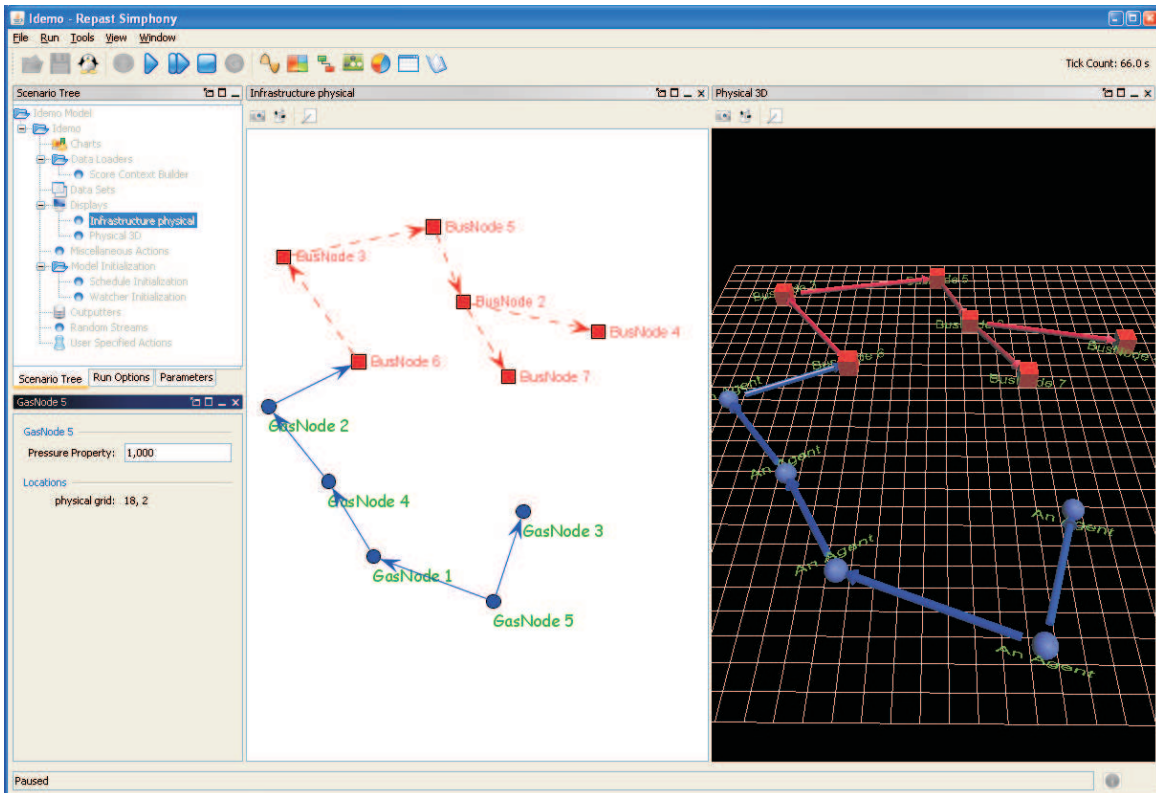 Idemo - Repast Simphony
File Run Tools View Window
Tick Count: 66.0 s
Scenario Tree
Idemo Model
Idemo
Charts
Data Loaders
Score Context Builder
Data Sets
Displays
Infrastructure physical
Physical 3D
Miscellaneous Actions
Model Initialization
Schedule Initialization
Watcher Initialization
Outputters
Random Streams
User Specified Actions
Scenario Tree Run Options Parameters
GasNode 5
GasNode 5
Pressure Property: 1,000
Locations
physical grid: 18, 2
Infrastructure physical
BusNode 5
BusNode 3
BusNode 2
BusNode 4
BusNode 6
BusNode 7
GasNode 2
GasNode 4
GasNode 3
GasNode 1
GasNode 5
Physical 3D
BusNode 7
An Agent
An Agent
An Agent
An Agent
Paused